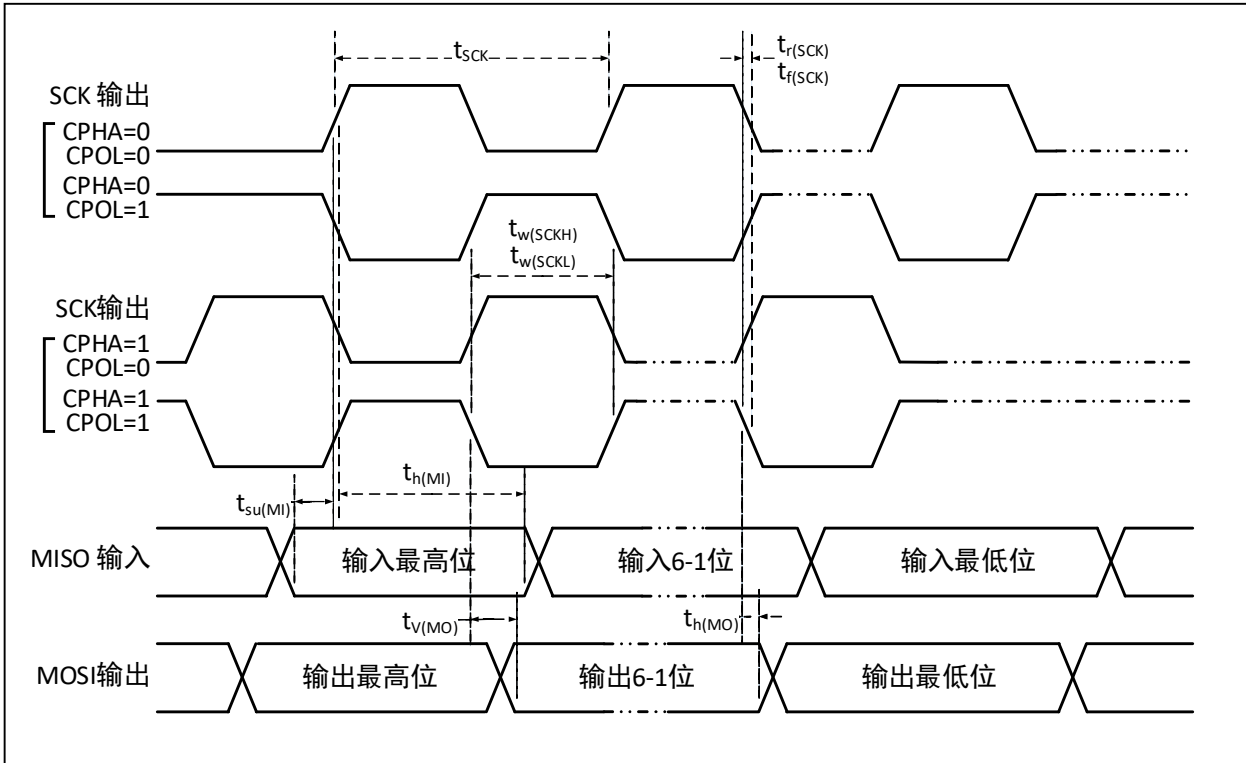 tSCK
tr(SCK)
tf(SCK)
SCK 输出
CPHA=0
CPOL=0
CPHA=0
CPOL=1
tw(SCKH)
tw(SCKL)
SCK输出
CPHA=1
CPOL=0
CPHA=1
CPOL=1
th(MI)
tsu(MI)
MISO 输入
输入最高位
输入6-1位
输入最低位
tV(MO)
th(MO)
MOSI输出
输出最高位
输出6-1位
输出最低位